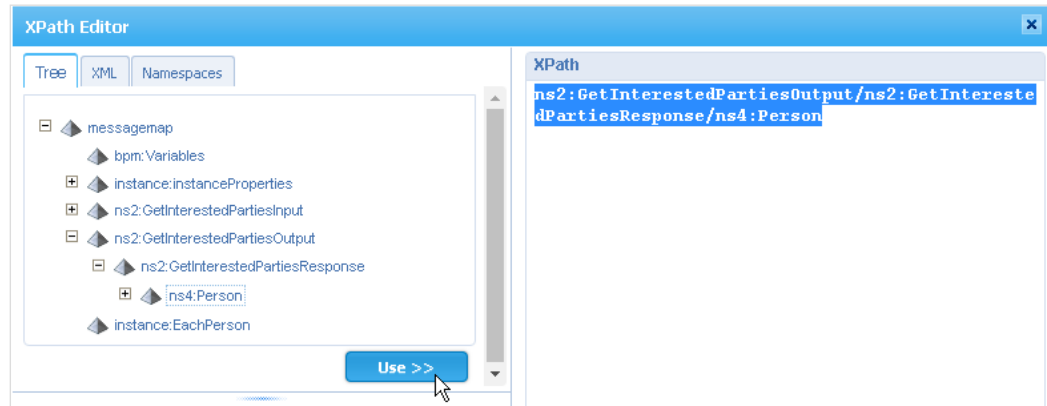 XPath Editor
Tree
XML
Namespaces
messagemap
bpm:Variables
instance:instanceProperties
ns2:GetInterestedPartiesInput
ns2:GetInterestedPartiesOutput
ns2:GetInterestedPartiesResponse
ns4:Person
instance:EachPerson
Use >>
XPath
ns2:GetInterestedPartiesOutput/ns2:GetIntereste
dPartiesResponse/ns4:Person